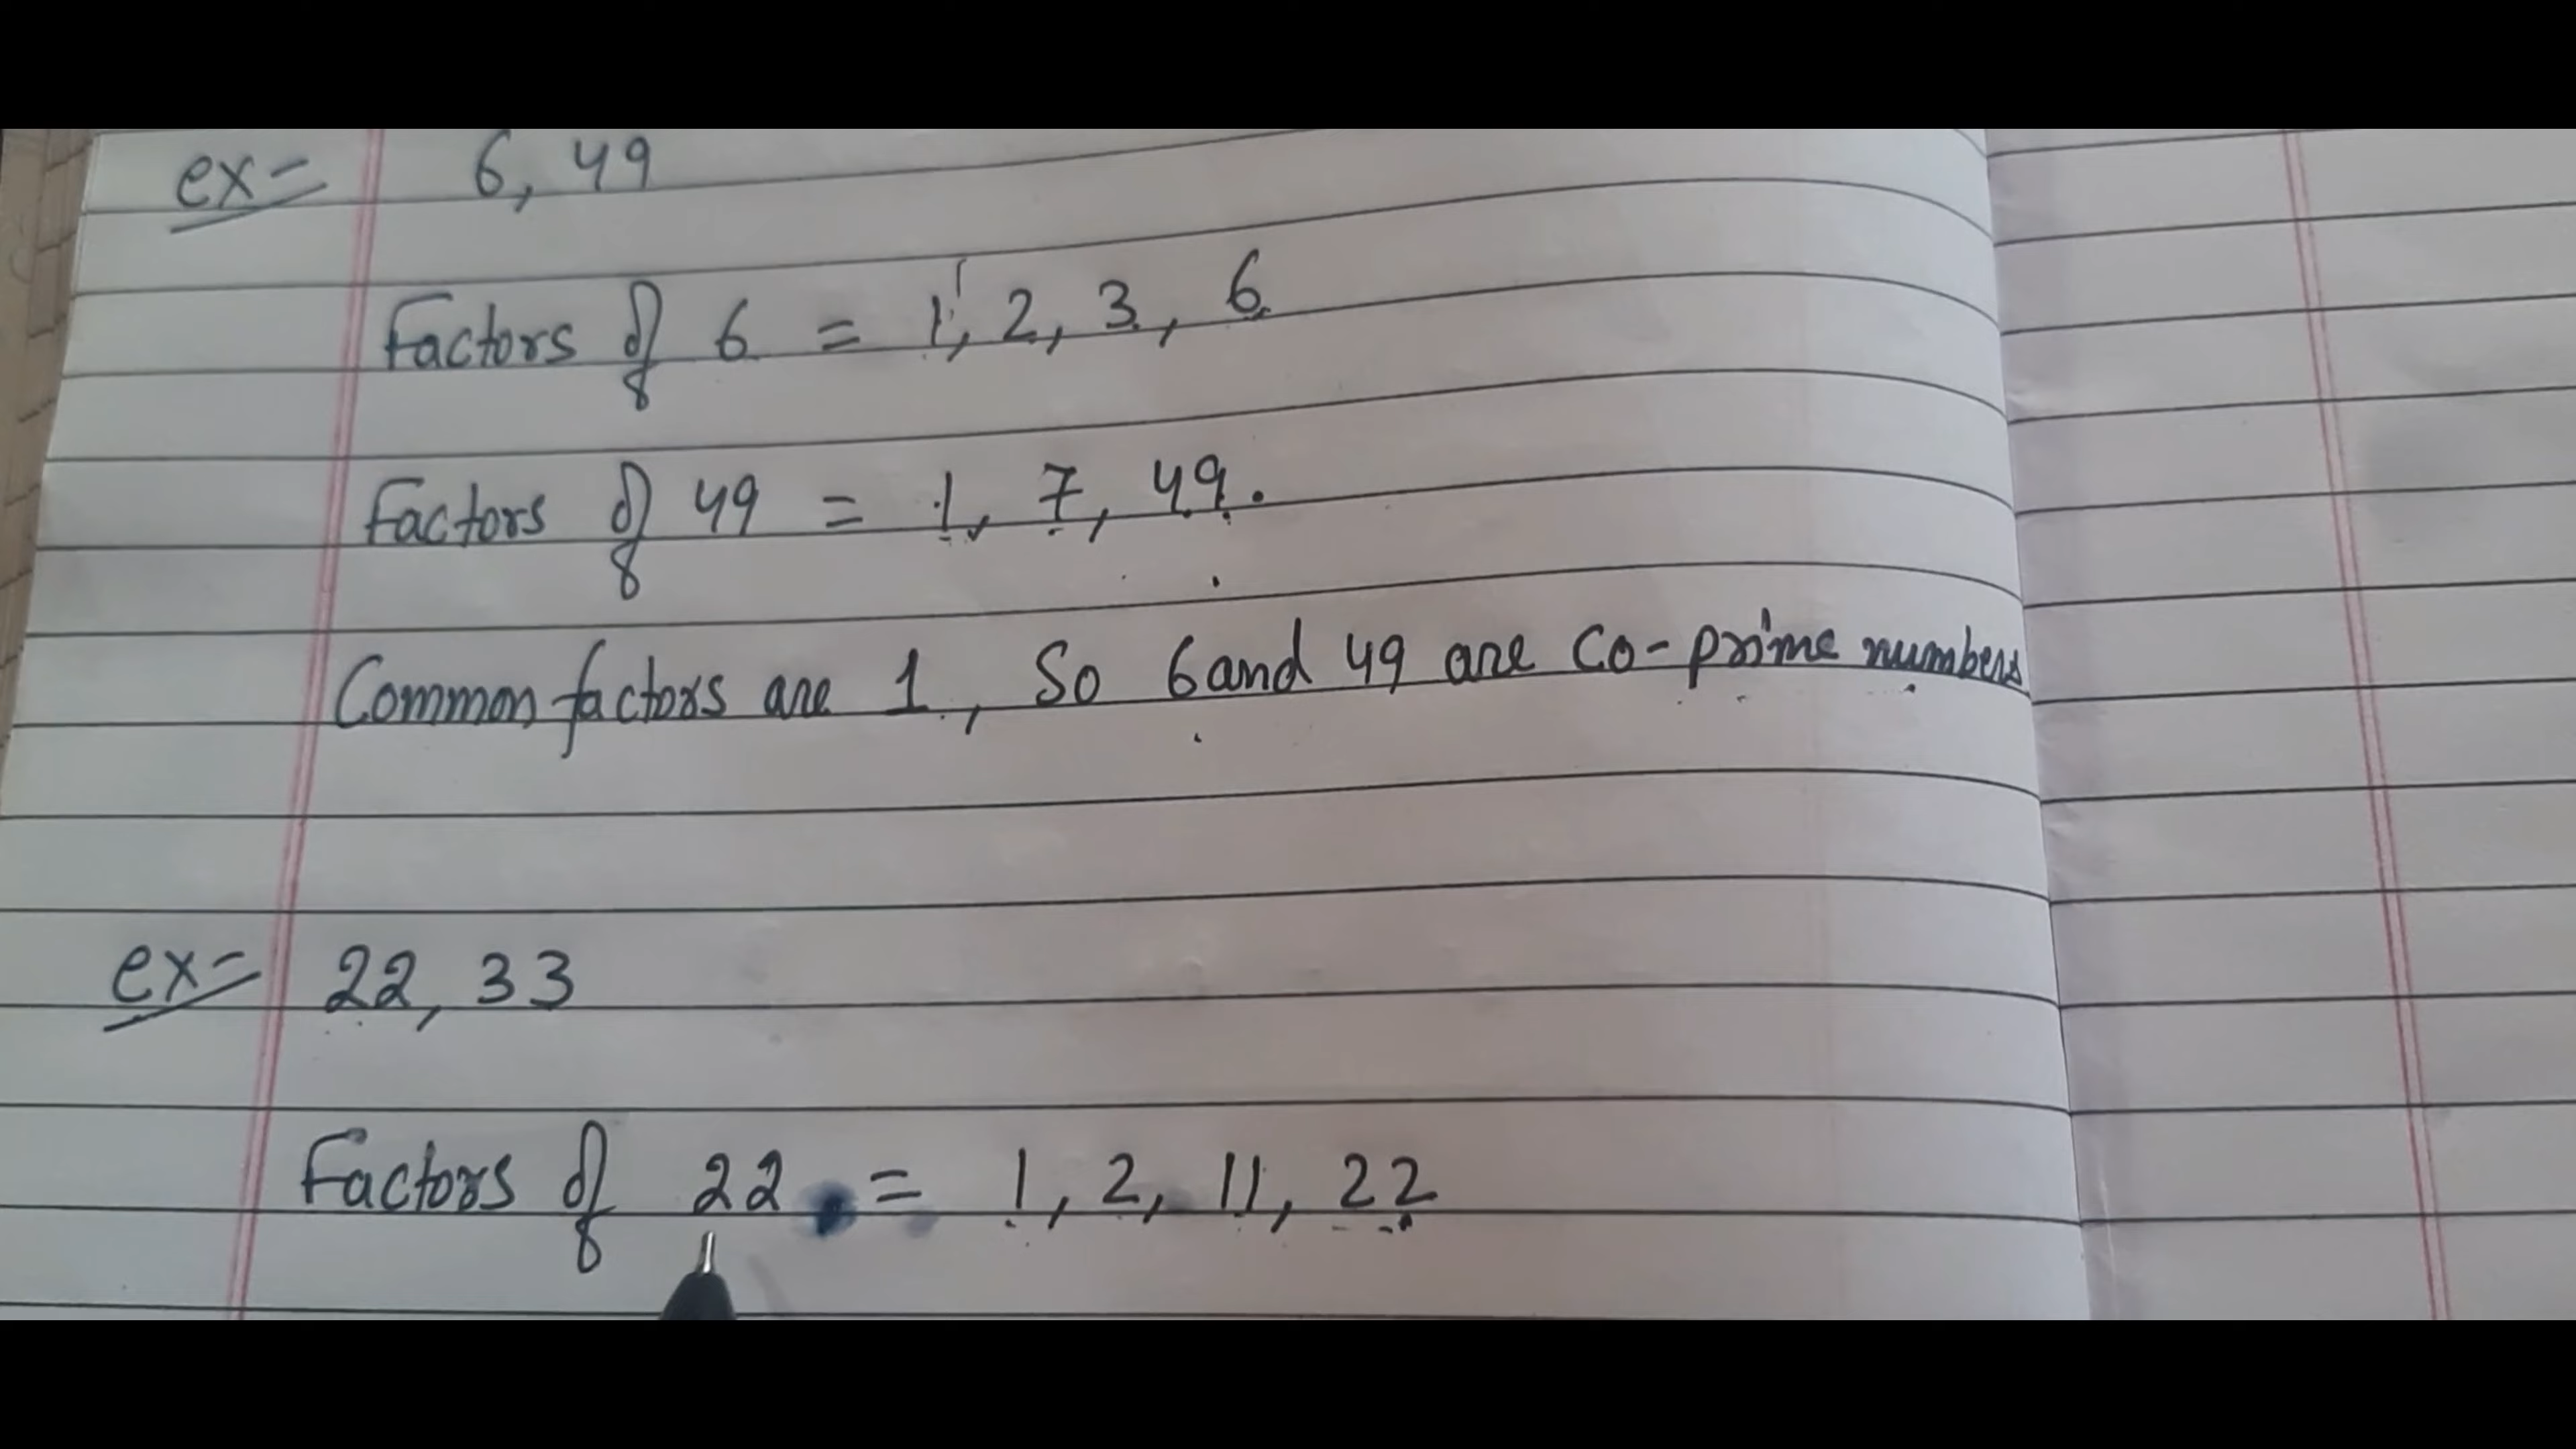 ex= 6, 49
Factors of 6 = 1, 2, 3, 6
Factors of 49 = 1, 7, 49.
Common factors are 1, So 6 and 49 are Co-prime numbers
ex= 22, 33
Factors of 22 = 1, 2, 11, 22